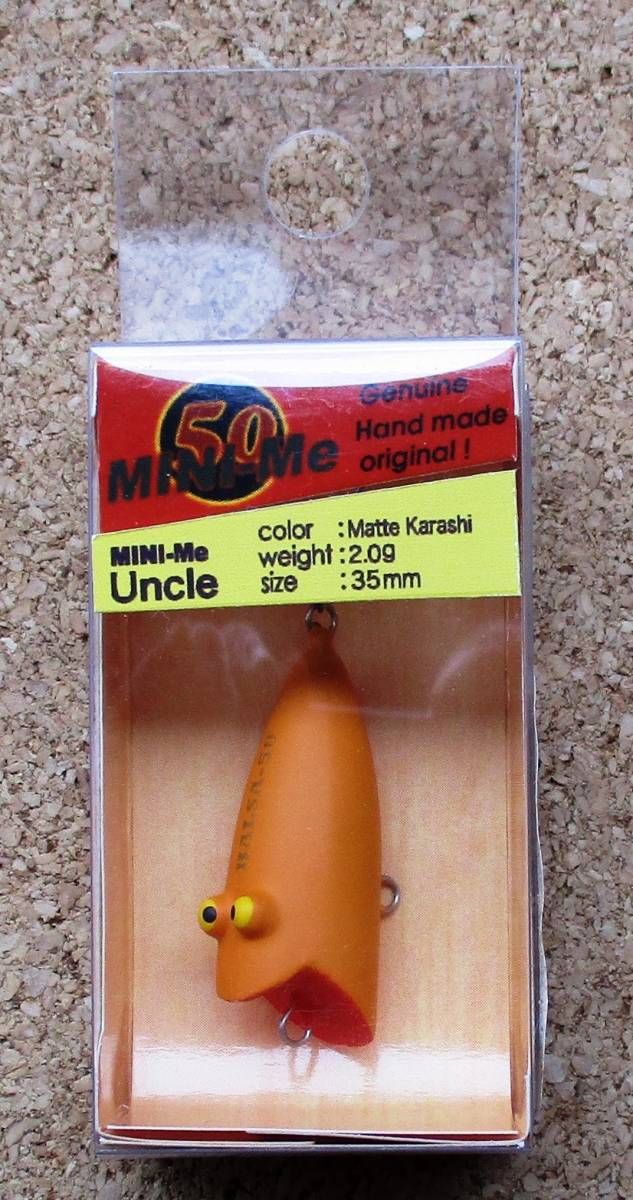 50
MINI-Me
Genuine
Hand made
original !
MINI-Me
Uncle
color :Matte Karashi
weight:2.0g
size :35mm
BALSA-50